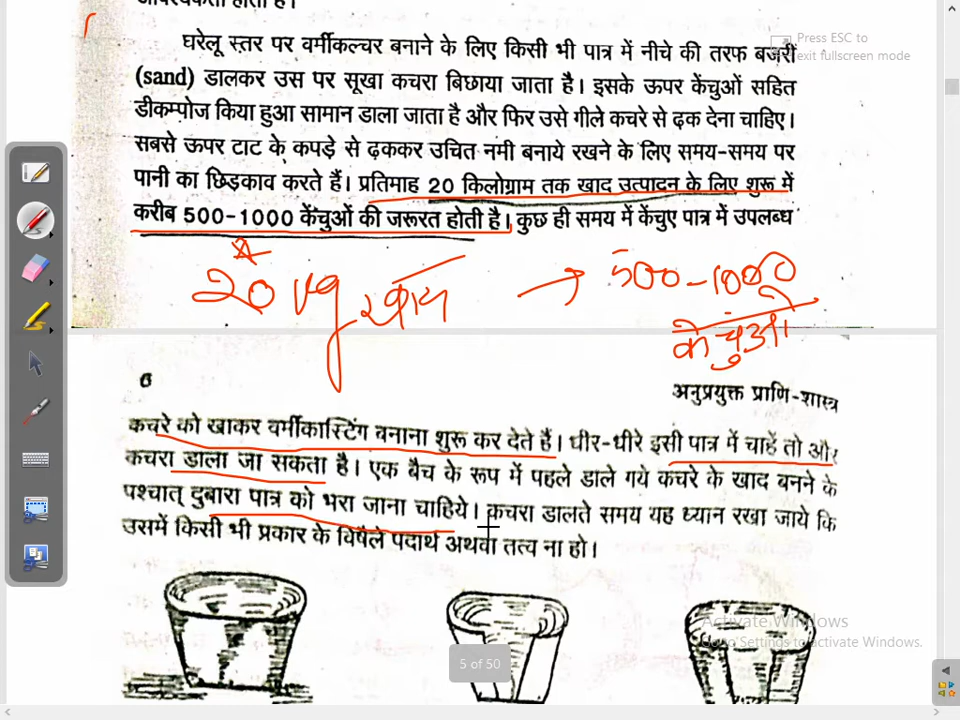 आवश्यकता होती है।
Press ESC to
exit fullscreen mode
घरेलू स्तर पर वर्मीकल्चर बनाने के लिए किसी भी पात्र में नीचे की तरफ बजरी
(sand) डालकर उस पर सूखा कचरा बिछाया जाता है। इसके ऊपर केंचुओं सहित
डीकम्पोज किया हुआ सामान डाला जाता है और फिर उसे गीले कचरे से ढ़क देना चाहिए।
सबसे ऊपर टाट के कपड़े से ढ़ककर उचित नमी बनाये रखने के लिए समय-समय पर
पानी का छिड़काव करते हैं। प्रतिमाह 20 किलोग्राम तक खाद उत्पादन के लिए शुरू में
करीब 500-1000 केंचुओं की जरूरत होती है। कुछ ही समय में केंचुए पात्र में उपलब्ध
20 kg खाद → 500-1000
केंचुओ
6
अनुप्रयुक्त प्राणि-शास्त्र
कचरे को खाकर वर्मीकास्टिंग बनाना शुरू कर देते हैं। धीर-धीरे इसी पात्र में चाहें तो और
कचरा डाला जा सकता है। एक बैच के रूप में पहले डाले गये कचरे के खाद बनने के
पश्चात् दुबारा पात्र को भरा जाना चाहिये। कचरा डालते समय यह ध्यान रखा जाये कि
उसमें किसी भी प्रकार के विषैले पदार्थ अथवा तत्व ना हो।
Activate Windows
Go to Settings to activate Windows.
5 of 50